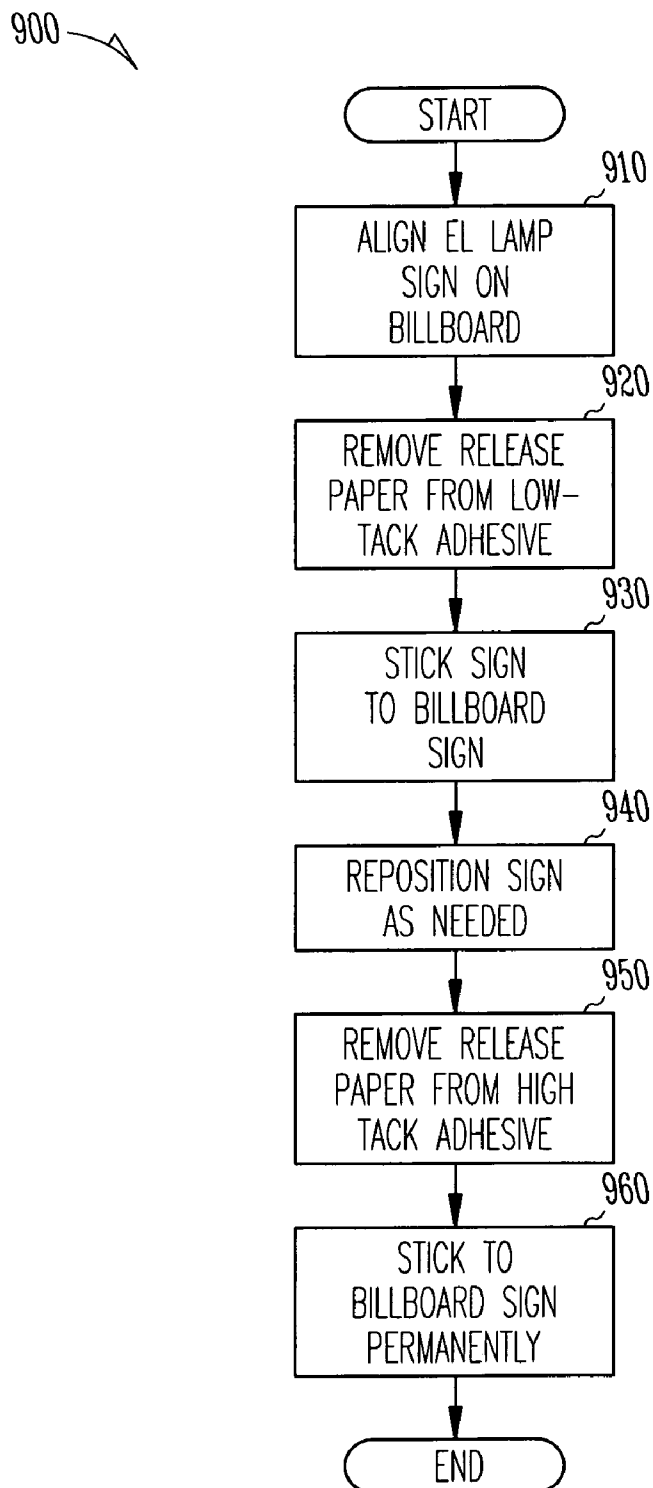 900
START
910
ALIGN EL LAMP
SIGN ON
BILLBOARD
920
REMOVE RELEASE
PAPER FROM LOW-
TACK ADHESIVE
930
STICK SIGN
TO BILLBOARD
SIGN
940
REPOSITION SIGN
AS NEEDED
950
REMOVE RELEASE
PAPER FROM HIGH
TACK ADHESIVE
960
STICK TO
BILLBOARD SIGN
PERMANENTLY
END